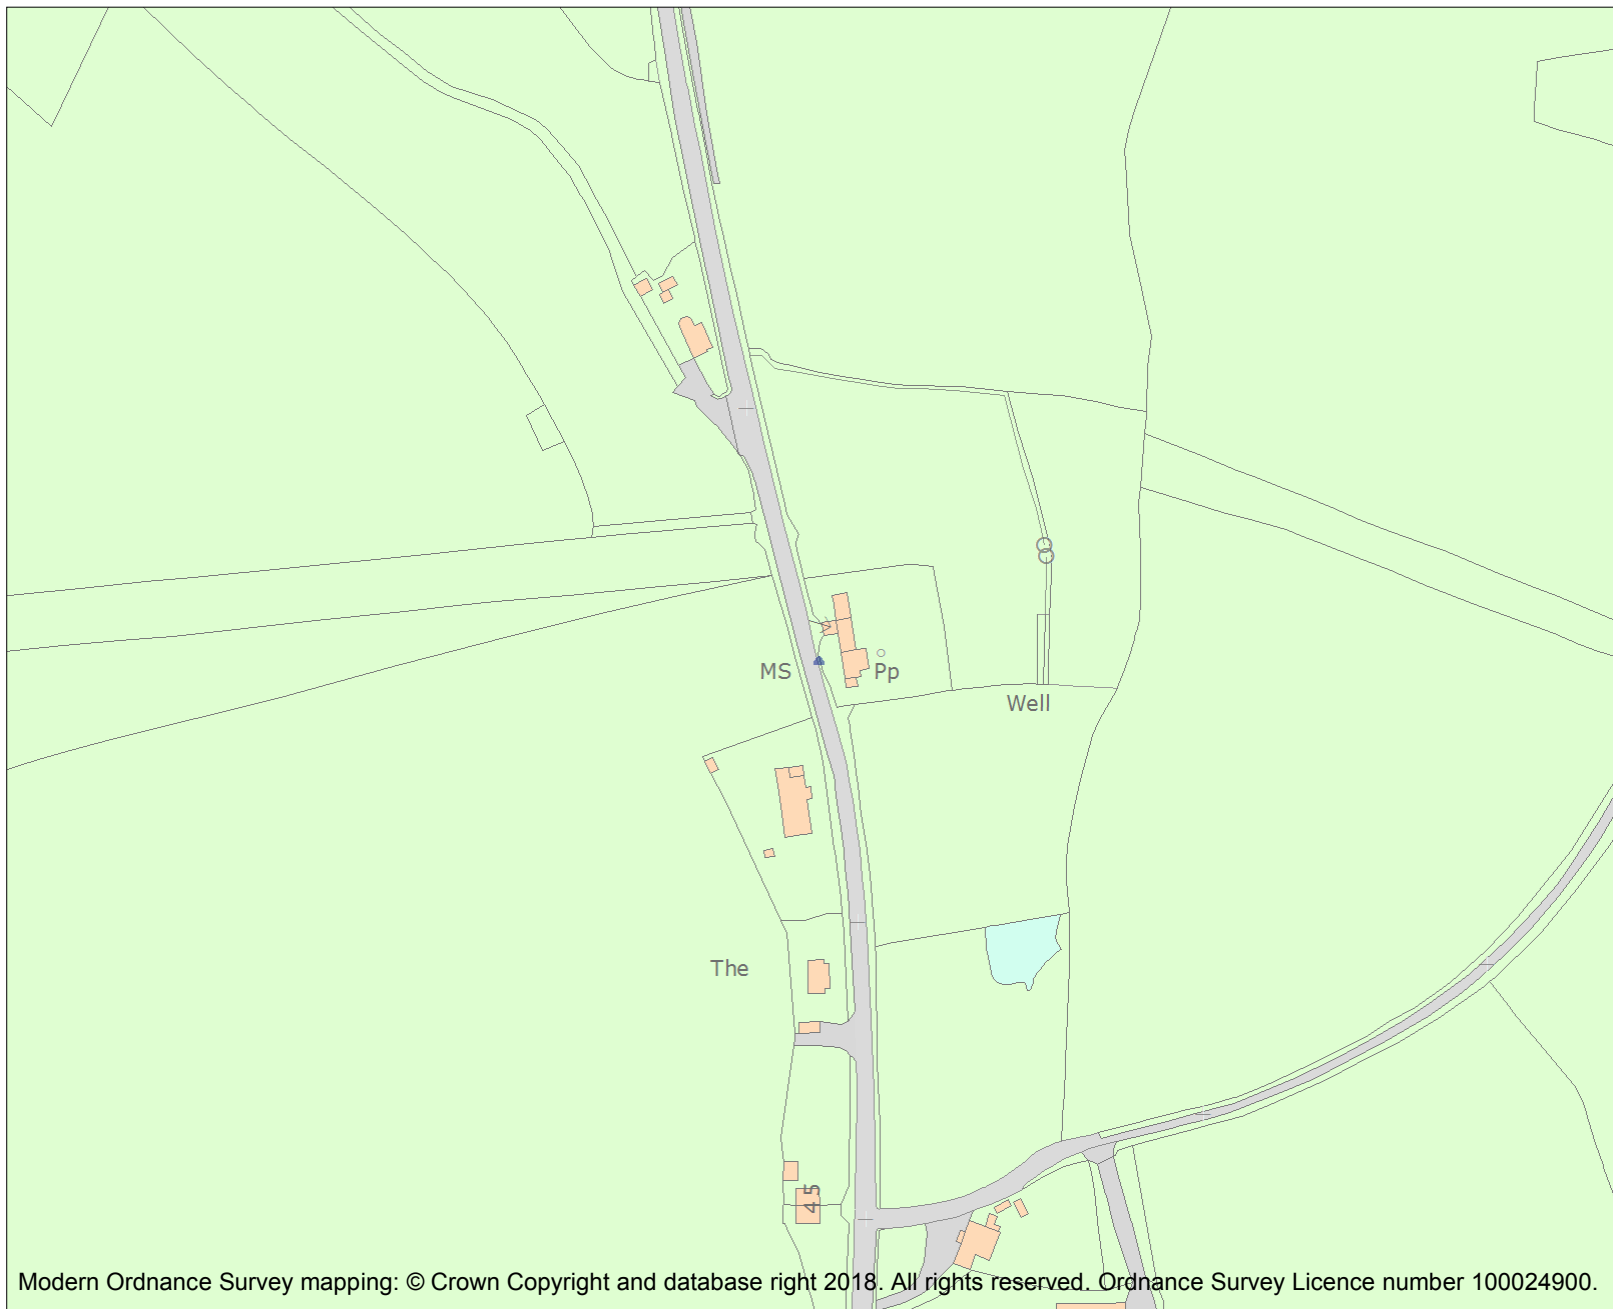 MS
Pp
Well
The
45
Modern Ordnance Survey mapping: © Crown Copyright and database right 2018. All rights reserved. Ordnance Survey Licence number 100024900.